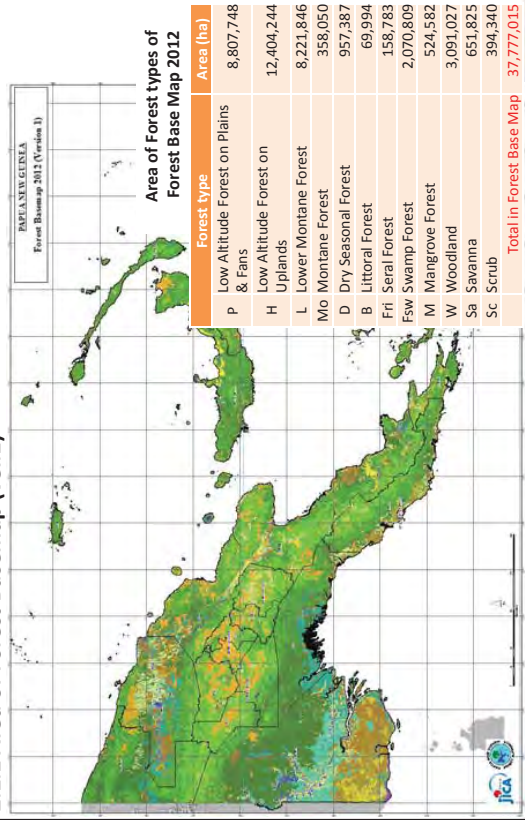 PAPUA NEW GUINEA
Forest Basemap 2012 (Version 1)
Area of Forest types of
Forest Base Map 2012
Forest type Area (ha)
P Low Altitude Forest on Plains & Fans 8,807,748
H Low Altitude Forest on Uplands 12,404,244
L Lower Montane Forest 8,221,846
Mo Montane Forest 358,050
D Dry Seasonal Forest 957,387
B Littoral Forest 69,994
Fri Seral Forest 158,783
Fsw Swamp Forest 2,070,809
M Mangrove Forest 524,582
W Woodland 3,091,027
Sa Savanna 651,825
Sc Scrub 394,340
Total in Forest Base Map 37,777,015
JICA